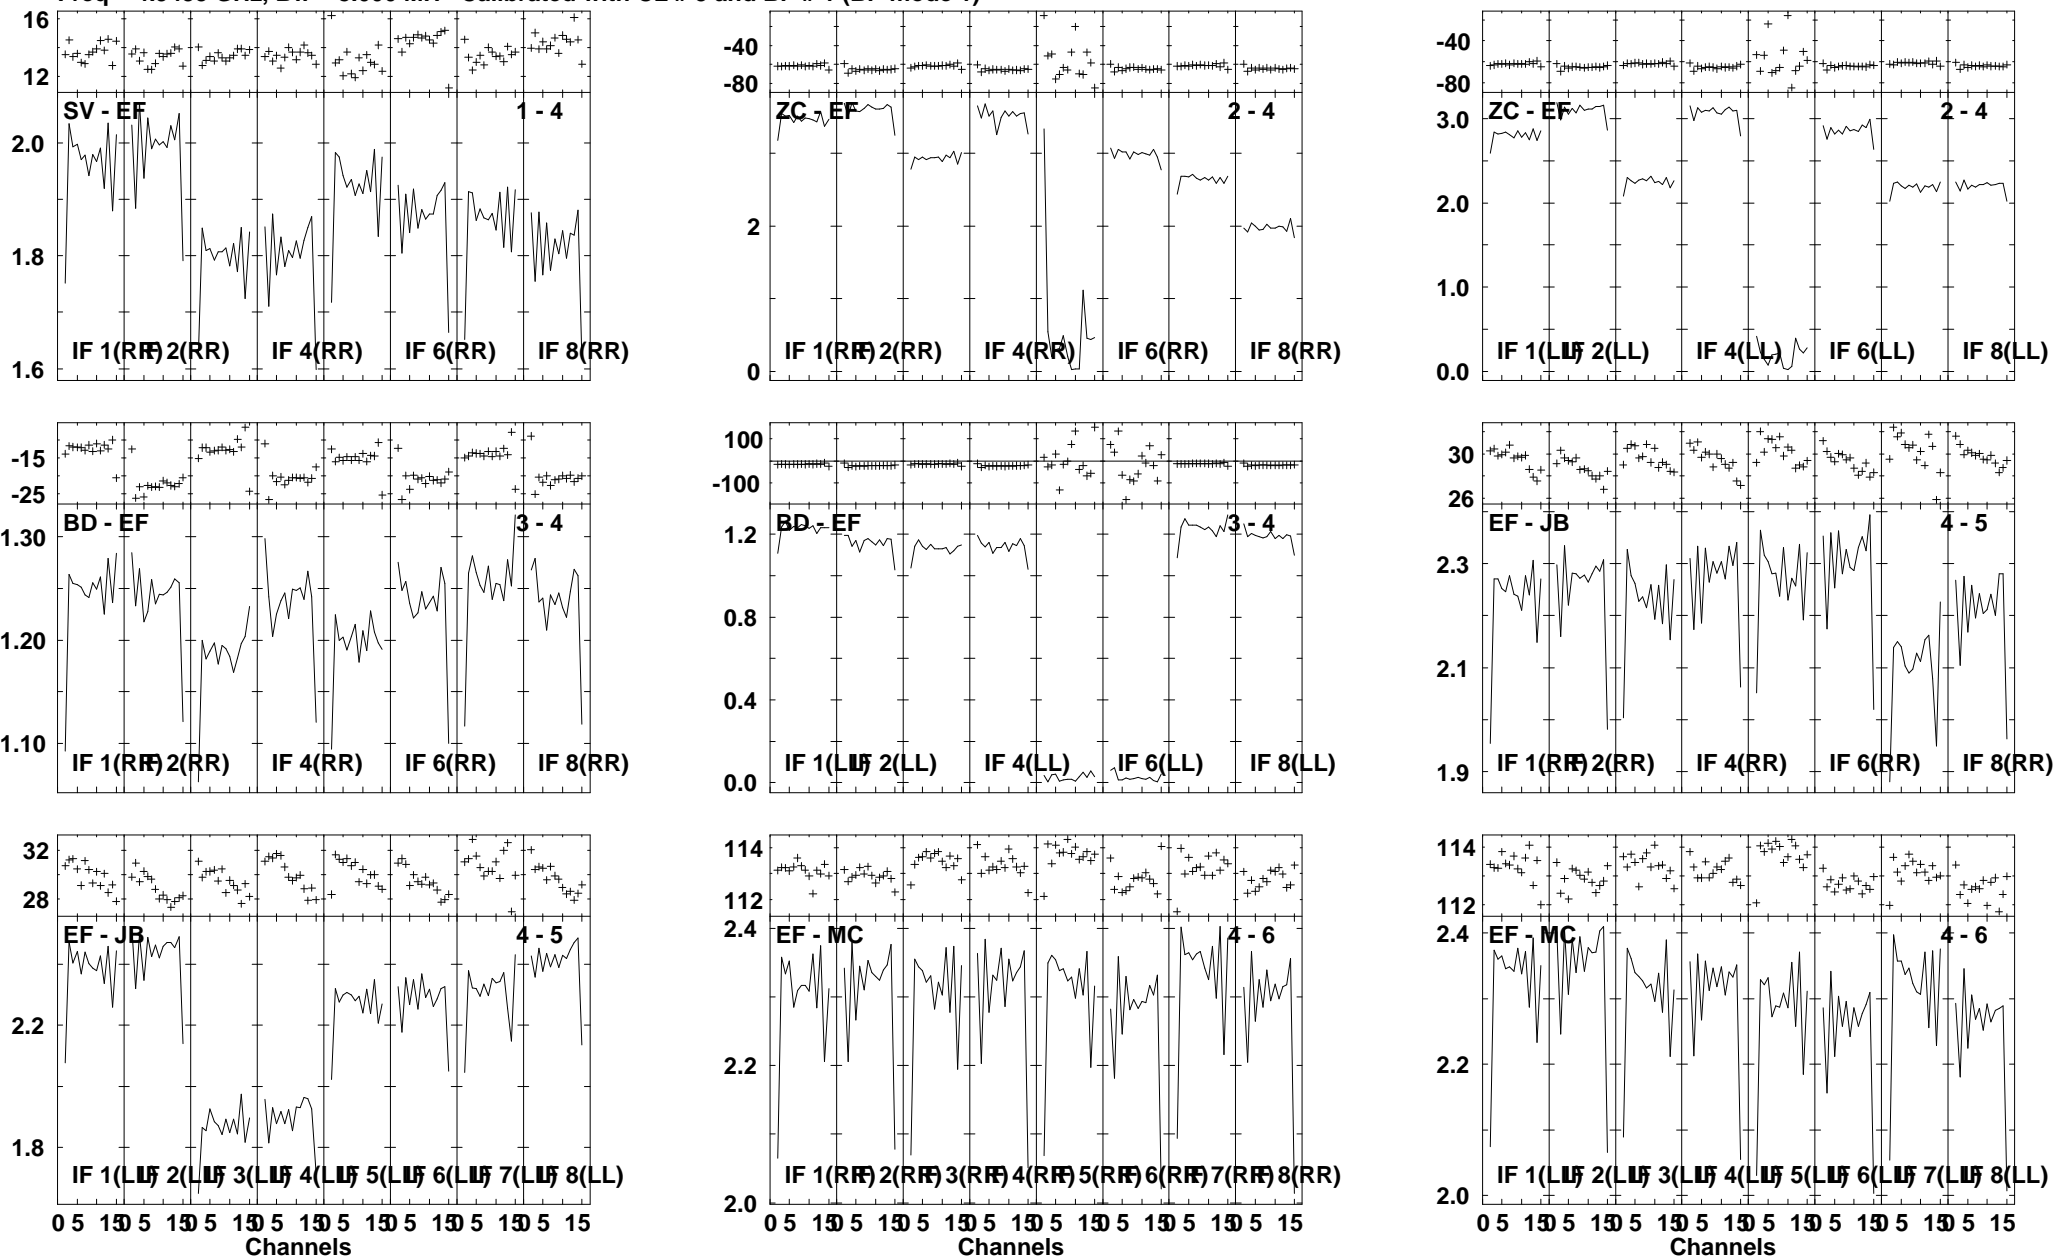 16
12
SV - EF
1 - 4
2.0
1.8
1.6
IF 1(RR)
2(RR)
IF 4(RR)
IF 6(RR)
IF 8(RR)
-40
-80
ZC - EF
2 - 4
2
0
IF 1(RR)
2(RR)
IF 4(RR)
IF 6(RR)
IF 8(RR)
-40
-80
ZC - EF
2 - 4
3.0
2.0
1.0
0.0
IF 1(LL)
IF 2(LL)
IF 4(LL)
IF 6(LL)
IF 8(LL)
-15
-25
BD - EF
3 - 4
1.30
1.20
1.10
IF 1(RR)
2(RR)
IF 4(RR)
IF 6(RR)
IF 8(RR)
100
-100
BD - EF
3 - 4
1.2
0.8
0.4
0.0
IF 1(LL)
IF 2(LL)
IF 4(LL)
IF 6(LL)
IF 8(LL)
30
26
EF - JB
4 - 5
2.3
2.1
1.9
IF 1(RR)
2(RR)
IF 4(RR)
IF 6(RR)
IF 8(RR)
32
28
EF - JB
4 - 5
2.2
1.8
IF 1(LL)
IF 2(LL)
IF 3(LL)
IF 4(LL)
IF 5(LL)
IF 6(LL)
IF 7(LL)
IF 8(LL)
0 5 15 0 5 15 0 5 15 0 5 15 0 5 15 0 5 15 0 5 15 0 5 15
Channels
114
112
EF - MC
4 - 6
2.4
2.2
2.0
IF 1(RR)
2(RR)
3(RR)
4(RR)
5(RR)
6(RR)
7(RR)
8(RR)
0 5 15 0 5 15 0 5 15 0 5 15 0 5 15 0 5 15 0 5 15 0 5 15
Channels
114
112
EF - MC
4 - 6
2.4
2.2
2.0
IF 1(LL)
IF 2(LL)
IF 3(LL)
IF 4(LL)
IF 5(LL)
IF 6(LL)
IF 7(LL)
IF 8(LL)
0 5 15 0 5 15 0 5 15 0 5 15 0 5 15 0 5 15 0 5 15 0 5 15
Channels